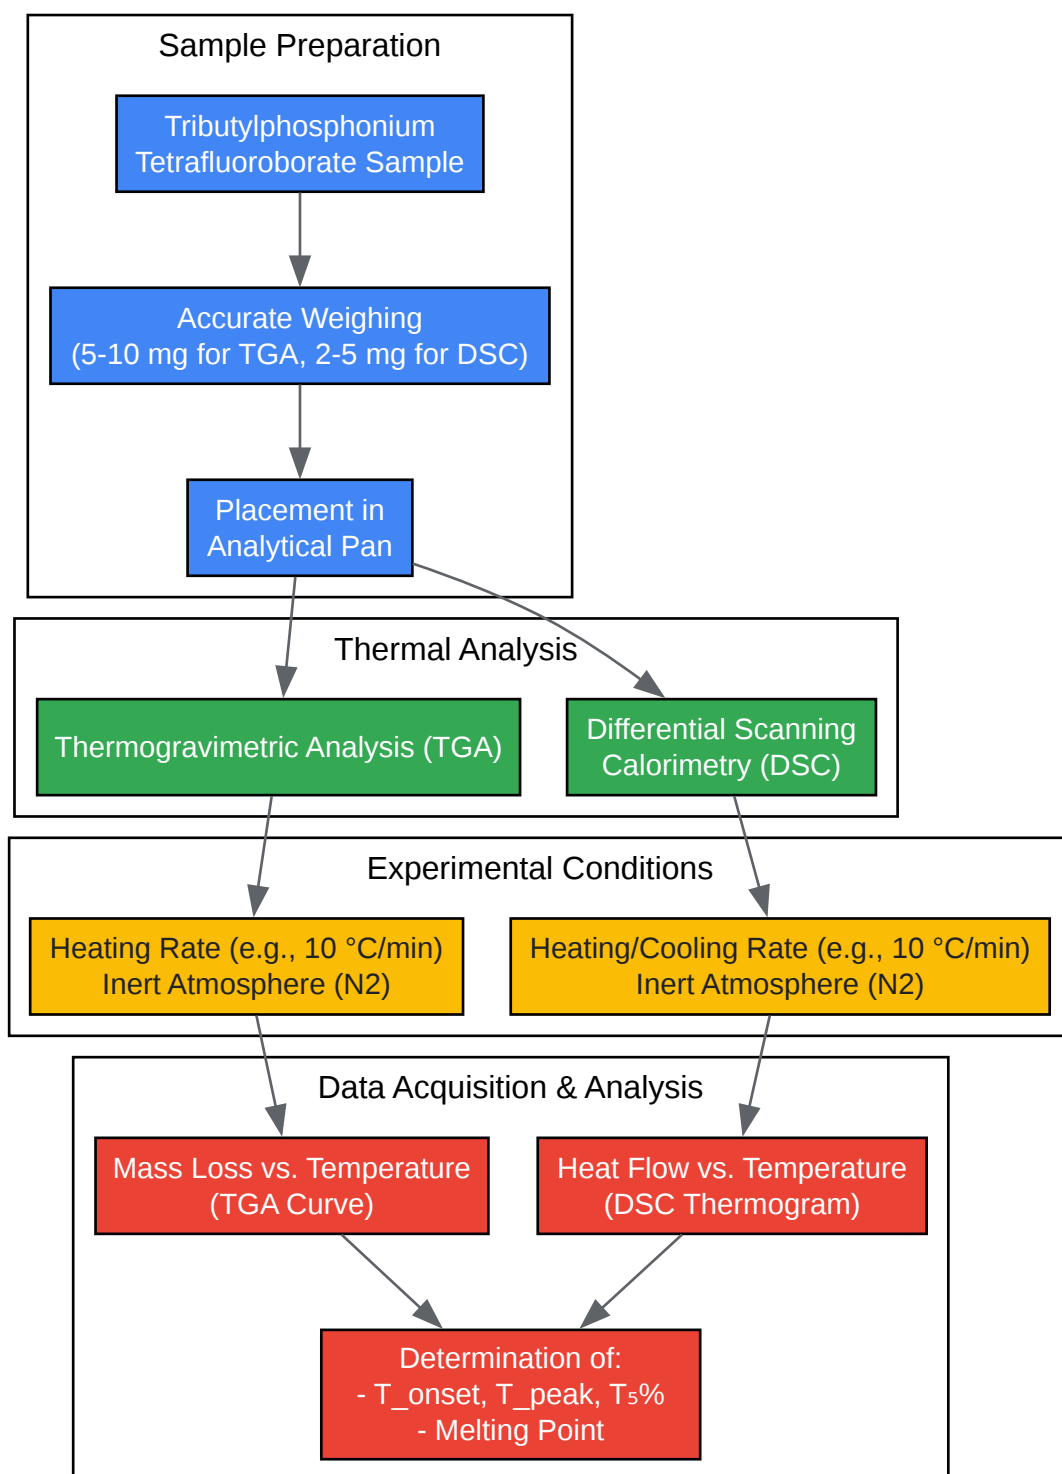 Sample Preparation
Tributylphosphonium
Tetrafluoroborate Sample
Accurate Weighing
(5-10 mg for TGA, 2-5 mg for DSC)
Placement in
Analytical Pan
Thermal Analysis
Thermogravimetric Analysis (TGA)
Differential Scanning
Calorimetry (DSC)
Experimental Conditions
Heating Rate (e.g., 10 °C/min)
Inert Atmosphere (N2)
Heating/Cooling Rate (e.g., 10 °C/min)
Inert Atmosphere (N2)
Data Acquisition & Analysis
Mass Loss vs. Temperature
(TGA Curve)
Heat Flow vs. Temperature
(DSC Thermogram)
Determination of:
- T_onset, T_peak, T₅%
- Melting Point